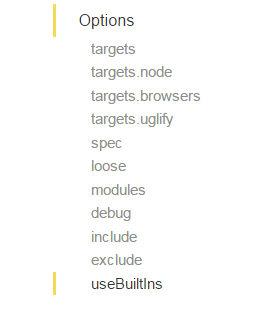 Options
targets
targets.node
targets.browsers
targets.uglify
spec
loose
modules
debug
include
exclude
useBuiltIns